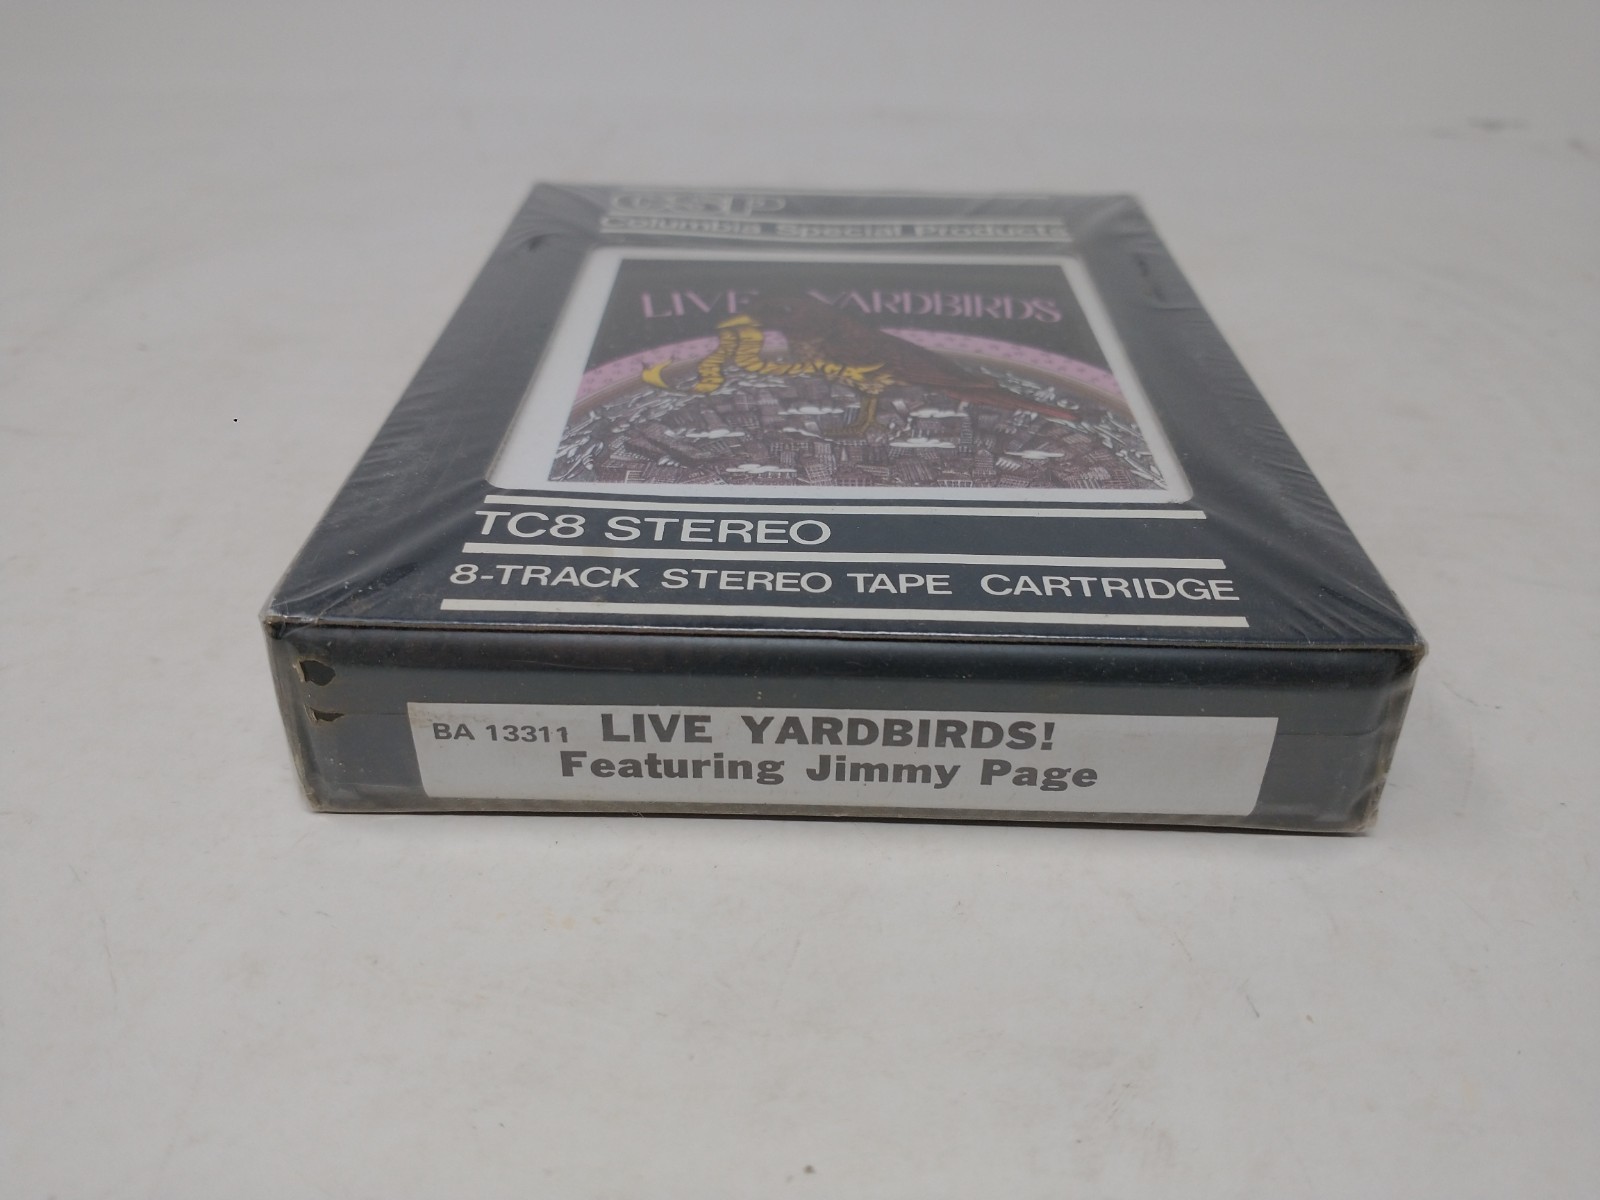 CSP
Columbia Special Products
LIVE YARDBIRDS
TC8 STEREO
8-TRACK STEREO TAPE CARTRIDGE
BA 13311 LIVE YARDBIRDS!
Featuring Jimmy Page